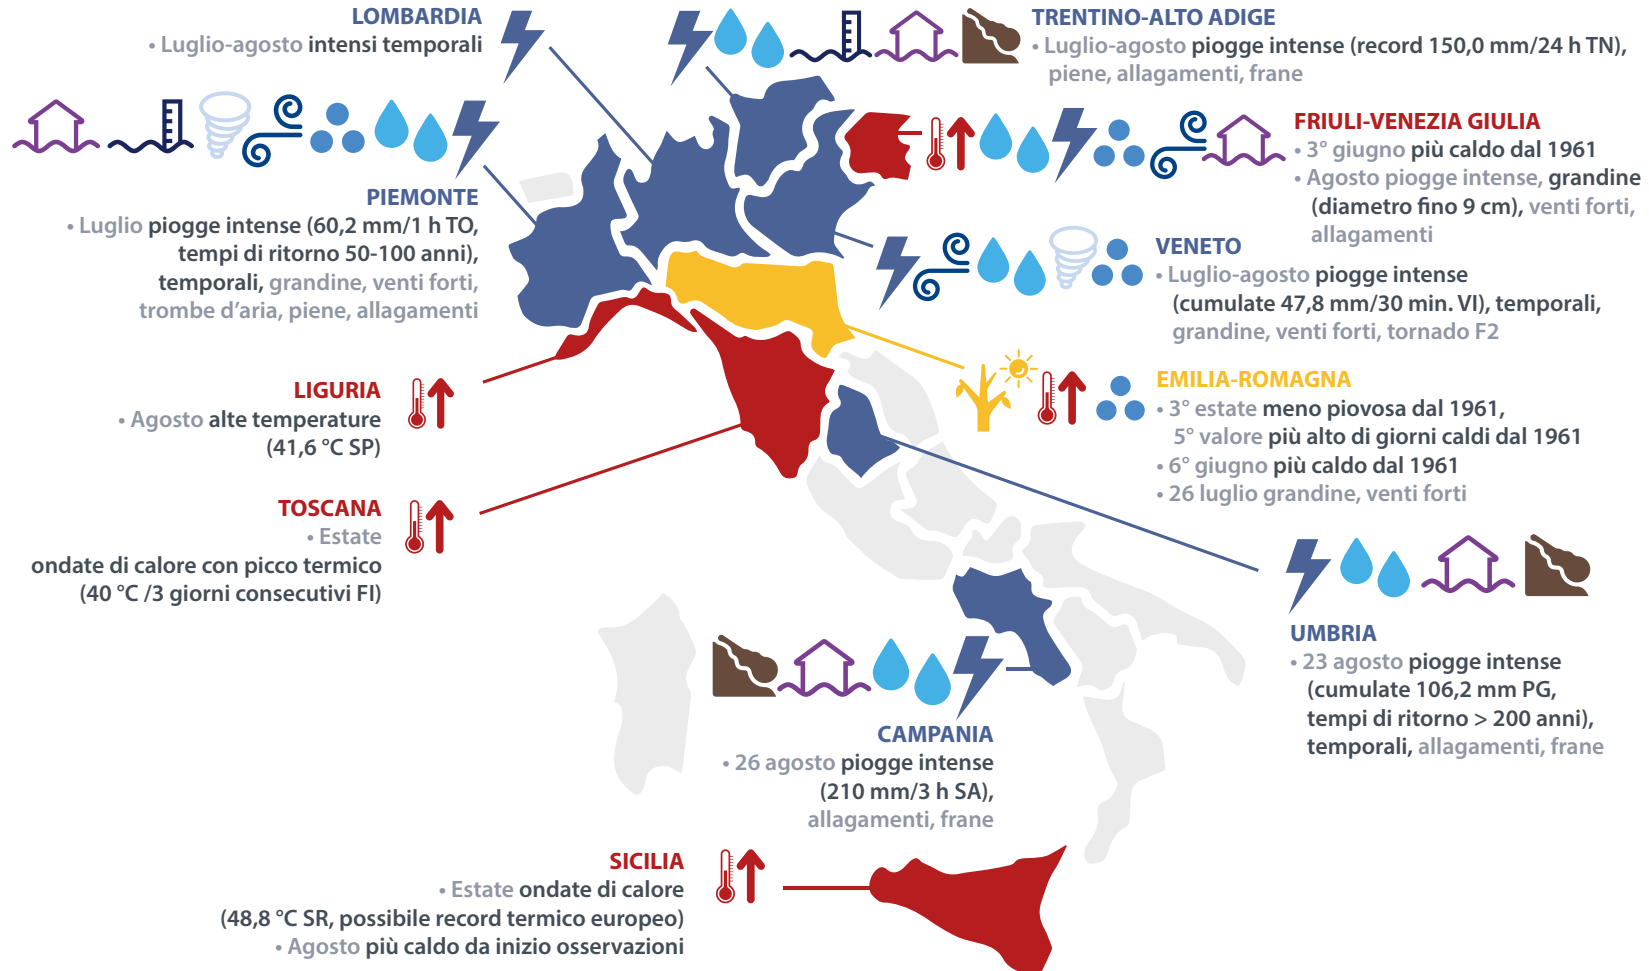 LOMBARDIA
• Luglio-agosto intensi temporali
TRENTINO-ALTO ADIGE
• Luglio-agosto piogge intense (record 150,0 mm/24 h TN),
piene, allagamenti, frane
FRIULI-VENEZIA GIULIA
• 3° giugno più caldo dal 1961
• Agosto piogge intense, grandine
(diametro fino 9 cm), venti forti,
allagamenti
PIEMONTE
• Luglio piogge intense (60,2 mm/1 h TO,
tempi di ritorno 50-100 anni),
temporali, grandine, venti forti,
trombe d’aria, piene, allagamenti
VENETO
• Luglio-agosto piogge intense
(cumulate 47,8 mm/30 min. VI), temporali,
grandine, venti forti, tornado F2
LIGURIA
• Agosto alte temperature
(41,6 °C SP)
EMILIA-ROMAGNA
• 3° estate meno piovosa dal 1961,
5° valore più alto di giorni caldi dal 1961
• 6° giugno più caldo dal 1961
• 26 luglio grandine, venti forti
TOSCANA
• Estate
ondate di calore con picco termico
(40 °C /3 giorni consecutivi FI)
UMBRIA
• 23 agosto piogge intense
(cumulate 106,2 mm PG,
tempi di ritorno > 200 anni),
temporali, allagamenti, frane
CAMPANIA
• 26 agosto piogge intense
(210 mm/3 h SA),
allagamenti, frane
SICILIA
• Estate ondate di calore
(48,8 °C SR, possibile record termico europeo)
• Agosto più caldo da inizio osservazioni